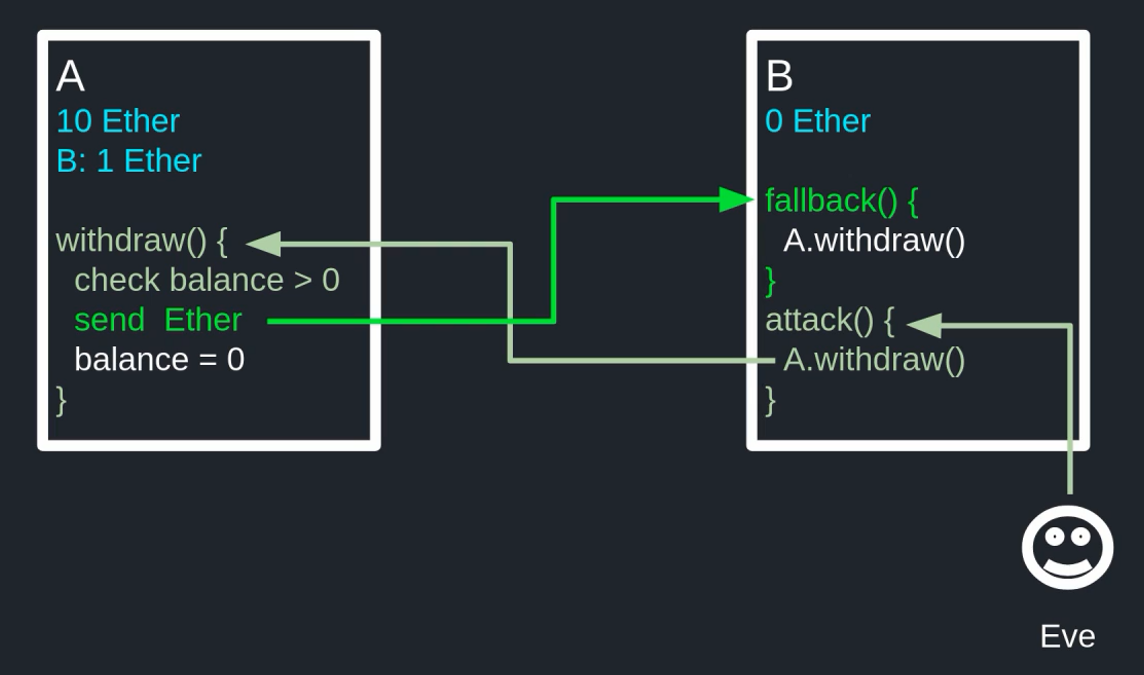 A
10 Ether
B: 1 Ether
withdraw() {
check balance > 0
send  Ether
balance = 0
}
B
0 Ether
fallback() {
A.withdraw()
}
attack() {
A.withdraw()
}
Eve